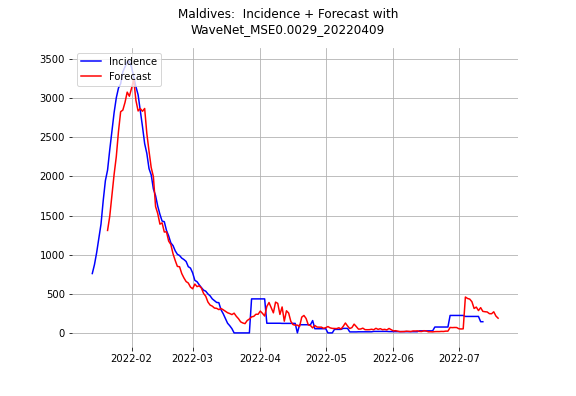 Maldives:  Incidence + Forecast with
WaveNet_MSE0.0029_20220409
Incidence
Forecast
3500
3000
2500
2000
1500
1000
500
0
2022-02 2022-03 2022-04 2022-05 2022-06 2022-07